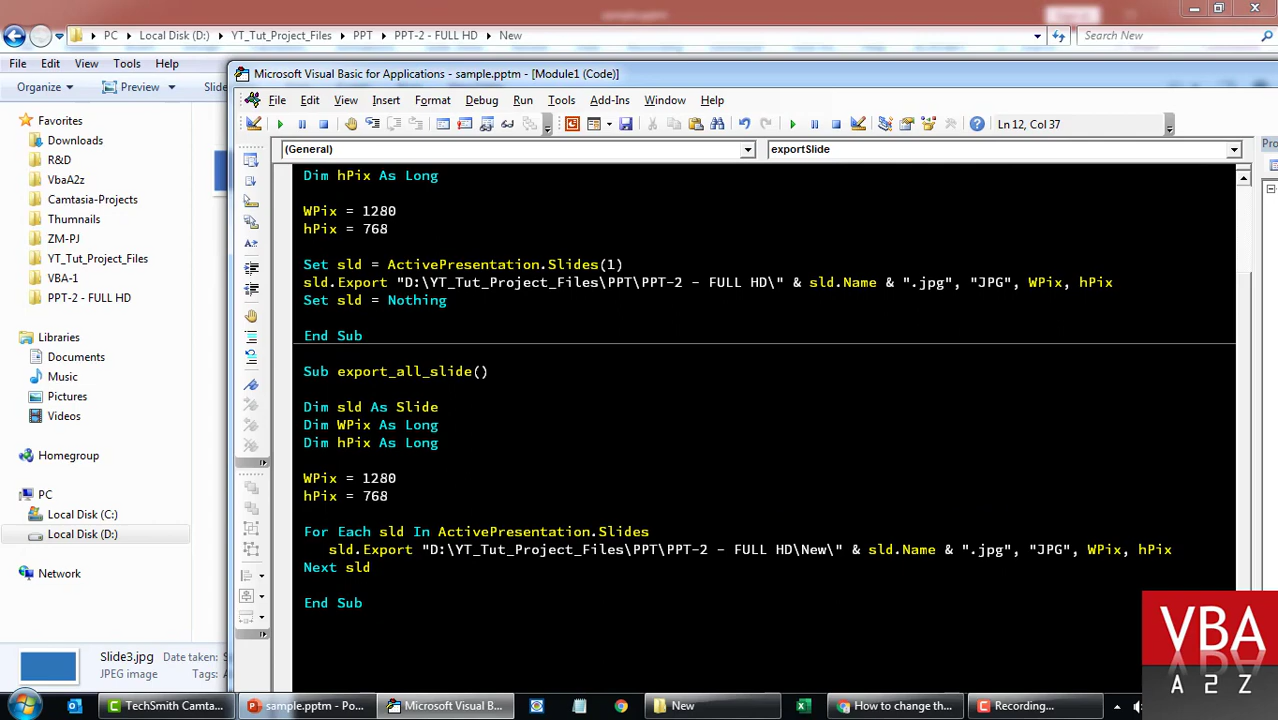 PC ▸ Local Disk (D:) ▸ YT_Tut_Project_Files ▸ PPT ▸ PPT-2 - FULL HD ▸ New
Search New
File Edit View Tools Help
Organize Preview Slide
Favorites
Downloads
R&D
VbaA2z
Camtasia-Projects
Thumnails
ZM-PJ
YT_Tut_Project_Files
VBA-1
PPT-2 - FULL HD
Libraries
Documents
Music
Pictures
Videos
Homegroup
PC
Local Disk (C:)
Local Disk (D:)
Network
Slide3.jpg Date taken:
JPEG image Tags:
Microsoft Visual Basic for Applications - sample.pptm - [Module1 (Code)]
File Edit View Insert Format Debug Run Tools Add-Ins Window Help
Ln 12, Col 37
(General) exportSlide
Dim hPix As Long
WPix = 1280
hPix = 768
Set sld = ActivePresentation.Slides(1)
sld.Export "D:\YT_Tut_Project_Files\PPT\PPT-2 - FULL HD\" & sld.Name & ".jpg", "JPG", WPix, hPix
Set sld = Nothing
End Sub
Sub export_all_slide()
Dim sld As Slide
Dim WPix As Long
Dim hPix As Long
WPix = 1280
hPix = 768
For Each sld In ActivePresentation.Slides
sld.Export "D:\YT_Tut_Project_Files\PPT\PPT-2 - FULL HD\New\" & sld.Name & ".jpg", "JPG", WPix, hPix
Next sld
End Sub
VBA
A 2 Z
TechSmith Camta...
sample.pptm - Po...
Microsoft Visual B...
New
How to change th...
Recording...